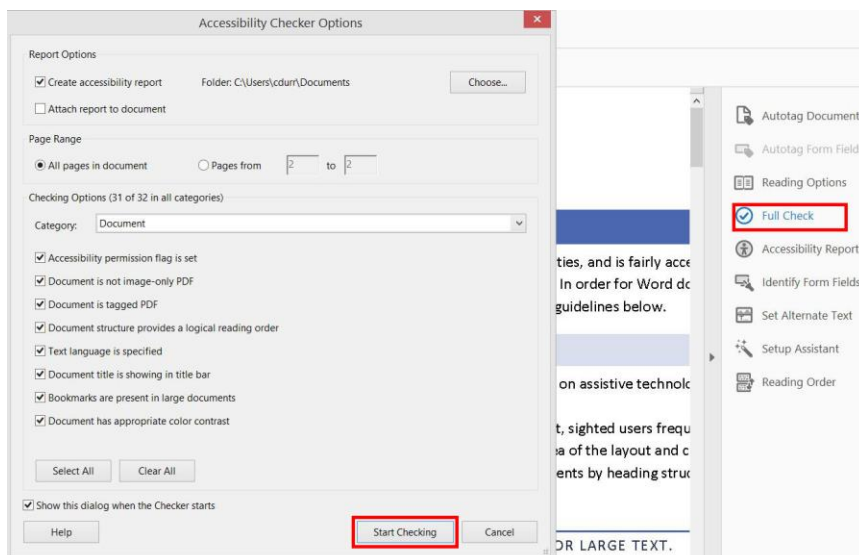 Accessibility Checker Options
Report Options
Create accessibility report Folder: C:\Users\cdurr\Documents Choose...
Attach report to document
Page Range
All pages in document Pages from 2 to 2
Checking Options (31 of 32 in all categories)
Category: Document
Accessibility permission flag is set
Document is not image-only PDF
Document is tagged PDF
Document structure provides a logical reading order
Text language is specified
Document title is showing in title bar
Bookmarks are present in large documents
Document has appropriate color contrast
Select All Clear All
Show this dialog when the Checker starts
Help Start Checking Cancel
ties, and is fairly acce
In order for Word do
guidelines below.
on assistive technolo
t, sighted users frequ
ea of the layout and c
ents by heading struc
OR LARGE TEXT.
Autotag Document
Autotag Form Field
Reading Options
Full Check
Accessibility Report
Identify Form Fields
Set Alternate Text
Setup Assistant
Reading Order